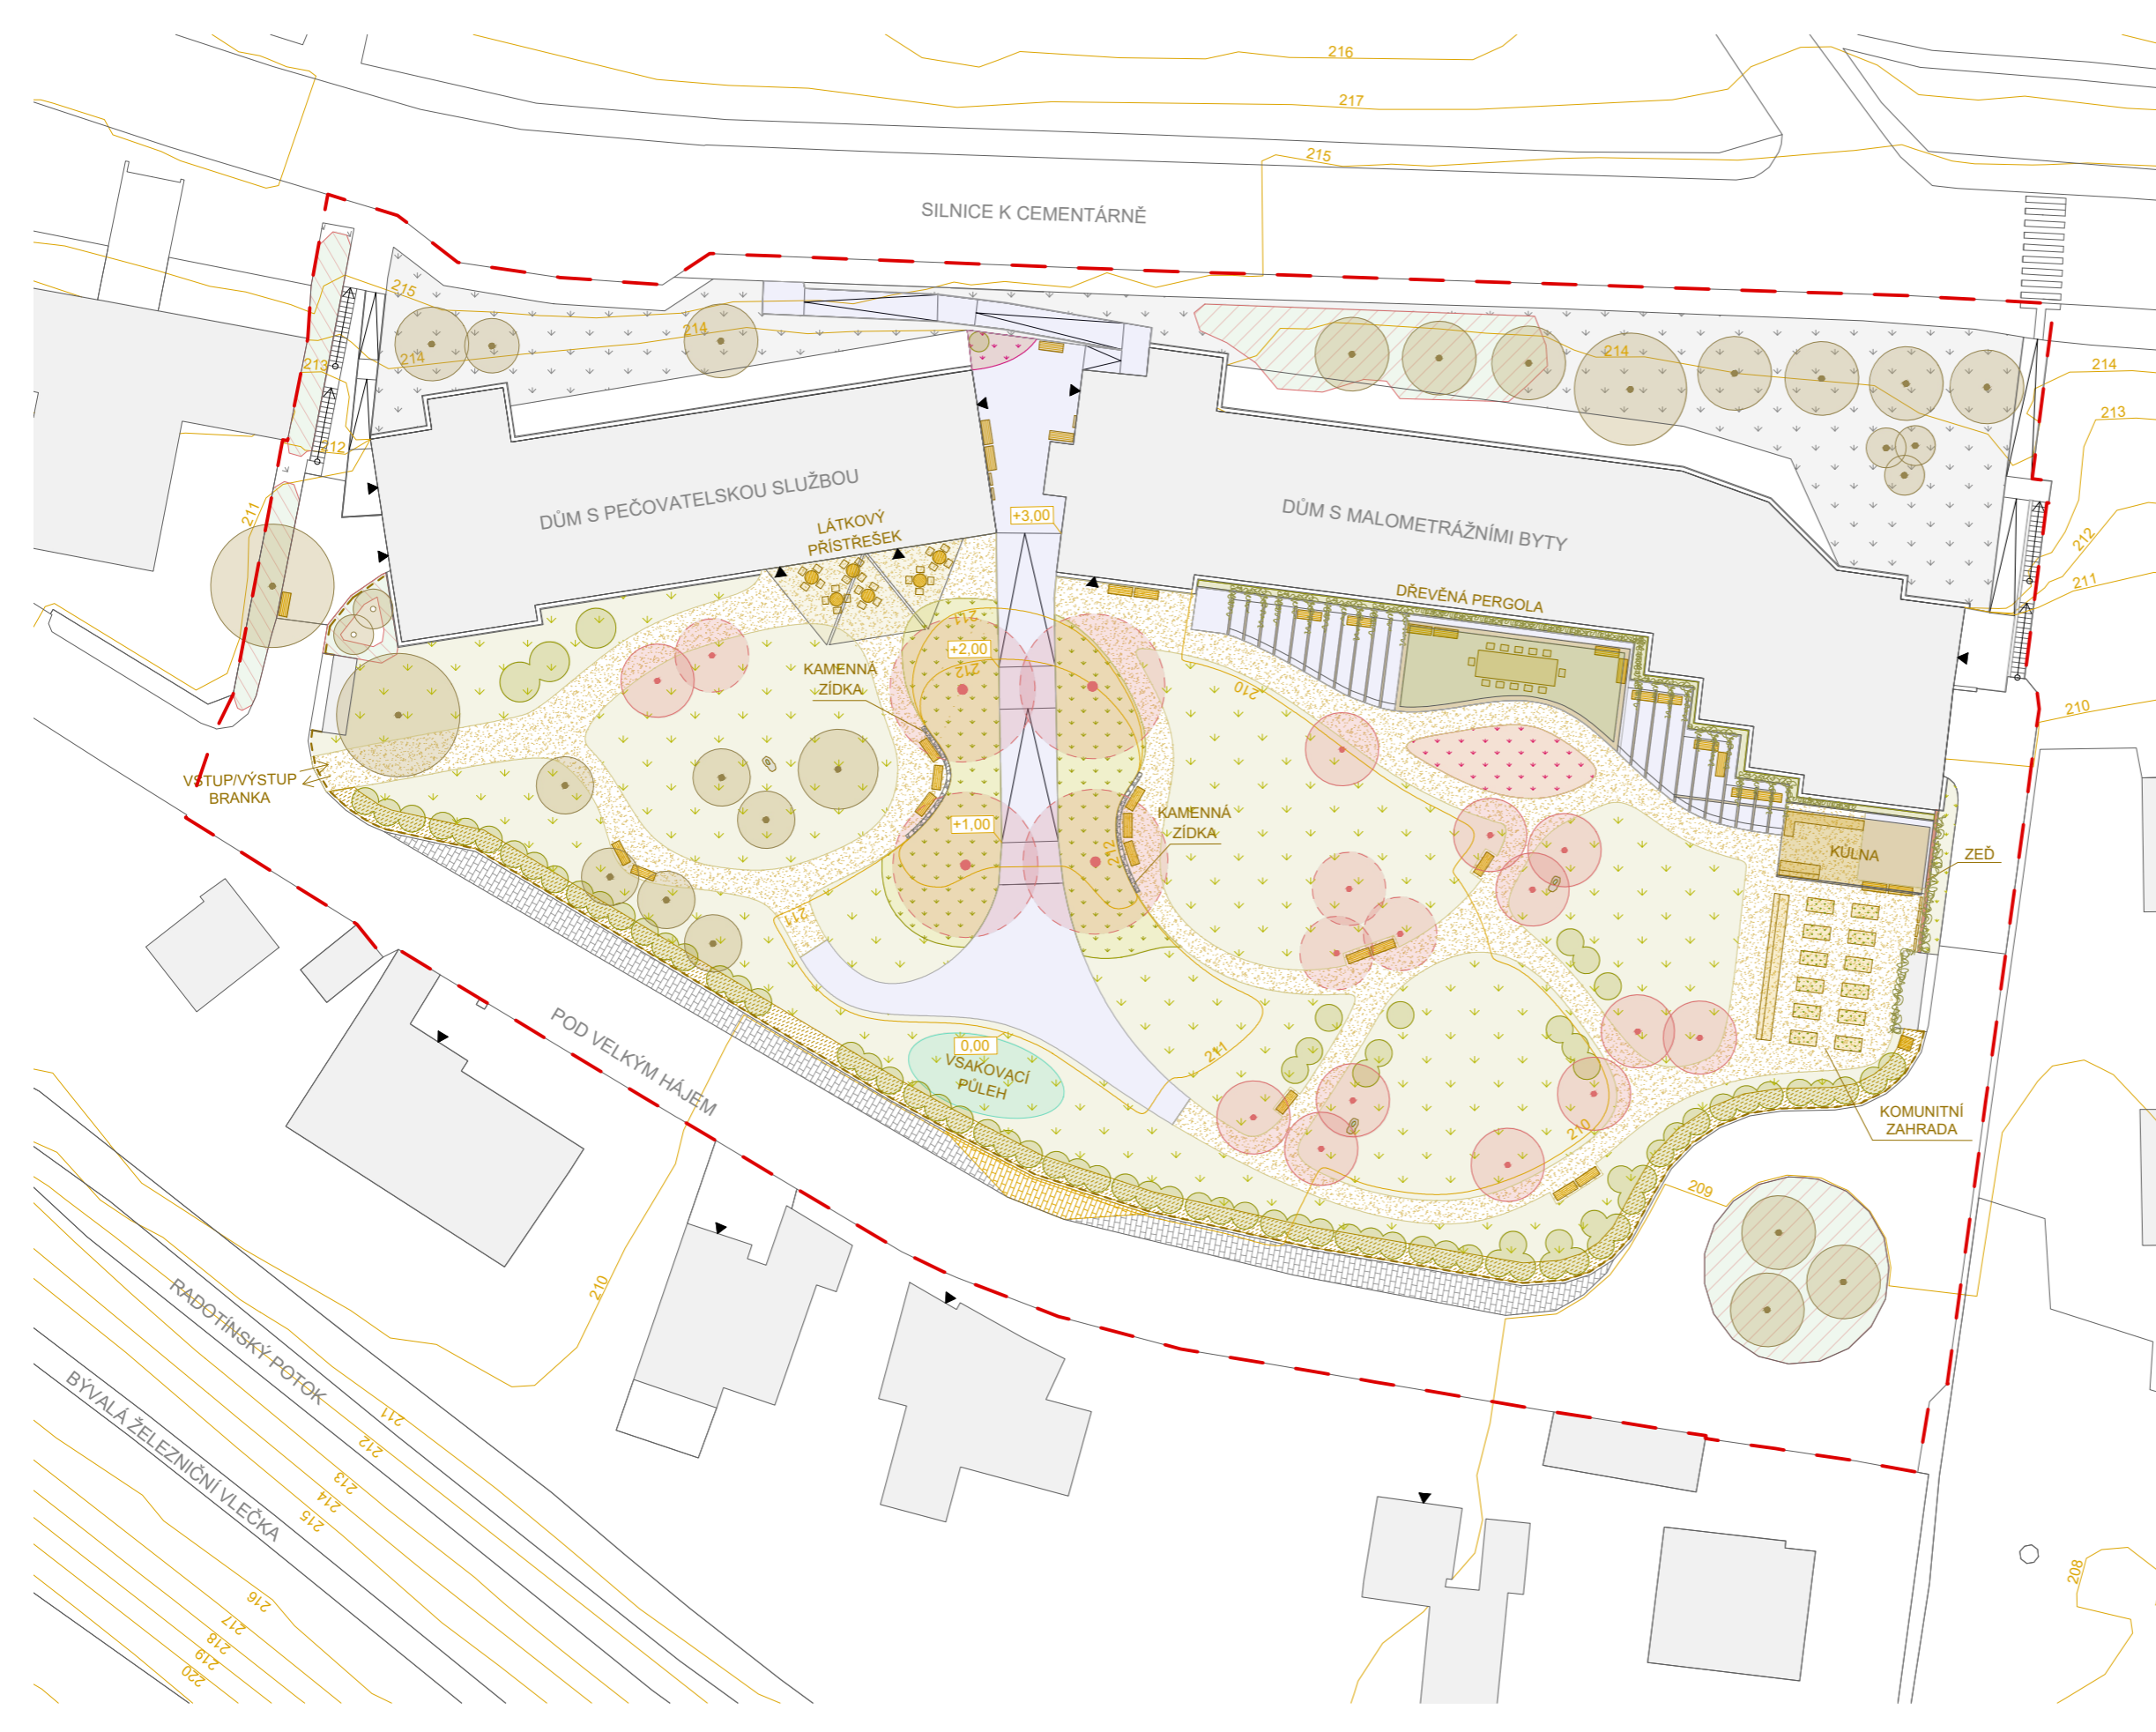 216
217
215
SILNICE K CEMENTÁRNĚ
215
214
214
213
212
211
214
214
213
212
211
210
DŮM S PEČOVATELSKOU SLUŽBOU
DŮM S MALOMETRÁŽNÍMI BYTY
+3,00
LÁTKOVÝ
PŘÍSTŘEŠEK
DŘEVĚNÁ PERGOLA
211
+2,00
212
KAMENNÁ
ZÍDKA
210
VSTUP/VÝSTUP
BRANKA
+1,00
KAMENNÁ
ZÍDKA
212
KŮLNA
ZEĎ
211
0,00
VSAKOVACÍ
PŮLEH
211
POD VELKÝM HÁJEM
KOMUNITNÍ
ZAHRADA
210
209
210
RADOTÍNSKÝ POTOK
BÝVALÁ ŽELEZNIČNÍ VLEČKA
211
212
213
214
215
216
217
218
219
220
208